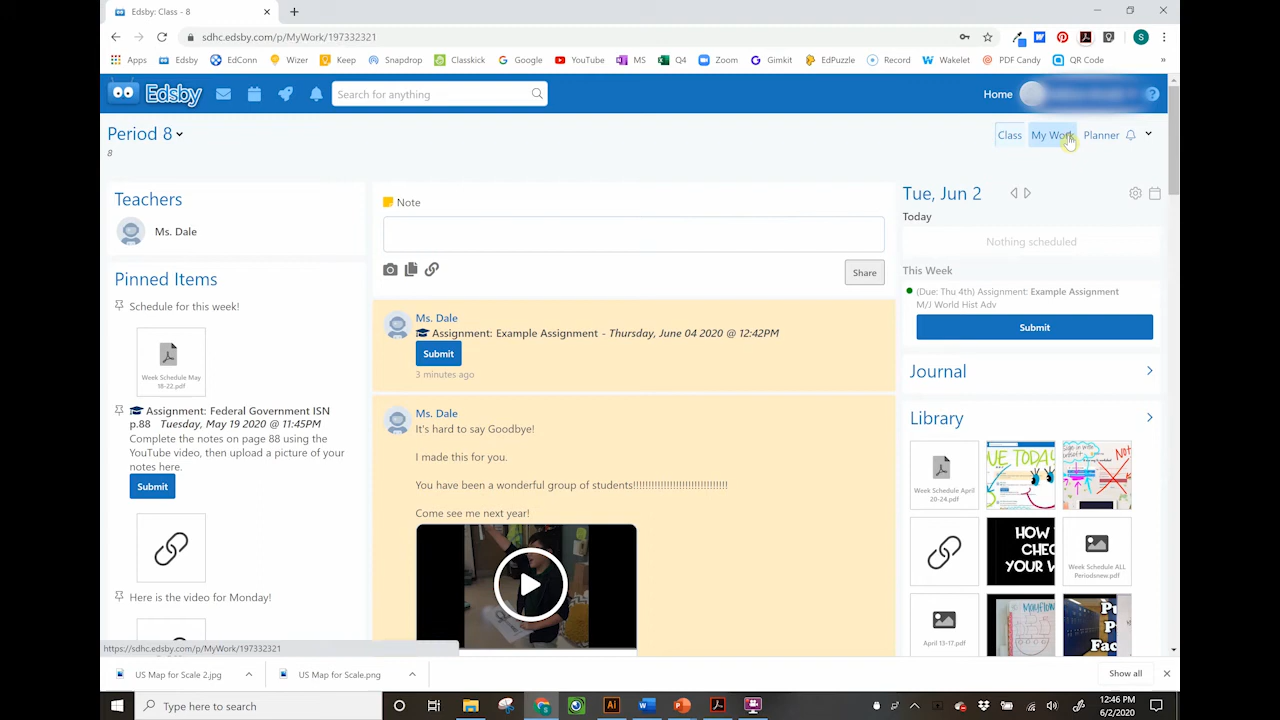 Edsby: Class - 8
sdhc.edsby.com/p/MyWork/197332321
Apps Edsby EdConn Wizer Keep Snapdrop Classkick Google YouTube MS Q4 Zoom Gimkit EdPuzzle Record Wakelet PDF Candy QR Code »
Edsby Search for anything Home
Period 8
8
Class My Work Planner
Teachers
Ms. Dale
Pinned Items
Schedule for this week!
Week Schedule May
18-22.pdf
Assignment: Federal Government ISN
p.88 Tuesday, May 19 2020 @ 11:45PM
Complete the notes on page 88 using the
YouTube video, then upload a picture of your
notes here.
Submit
Here is the video for Monday!
Note
Share
Ms. Dale
Assignment: Example Assignment - Thursday, June 04 2020 @ 12:42PM
Submit
3 minutes ago
Ms. Dale
It's hard to say Goodbye!
I made this for you.
You have been a wonderful group of students!!!!!!!!!!!!!!!!!!!!!!!!!!!!!
Come see me next year!
Tue, Jun 2
Today
Nothing scheduled
This Week
(Due: Thu 4th) Assignment: Example Assignment
M/J World Hist Adv
Submit
Journal
Library
Week Schedule April
20-24.pdf
Week Schedule ALL
Periodsnew.pdf
April 13-17.pdf
https://sdhc.edsby.com/p/MyWork/197332321
US Map for Scale 2.jpg
US Map for Scale.png
Show all
Type here to search
12:46 PM
6/2/2020